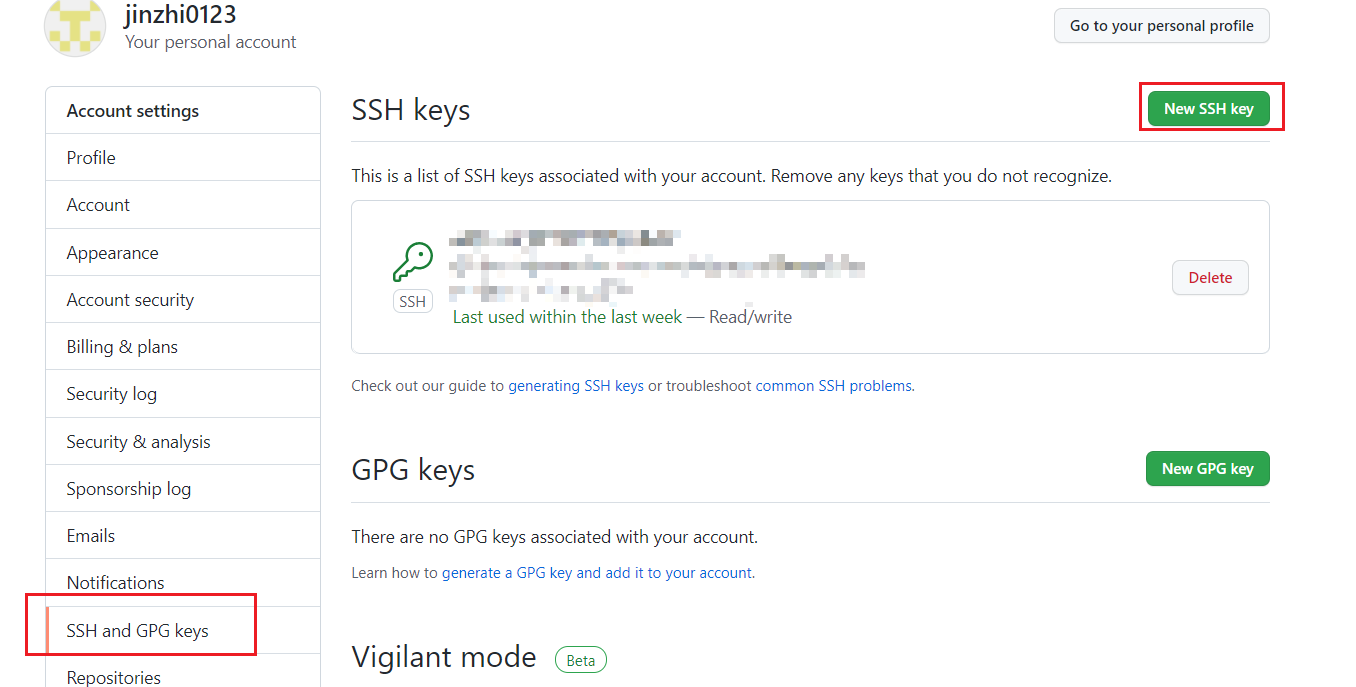 jinzhi0123
Your personal account
Go to your personal profile
Account settings
Profile
Account
Appearance
Account security
Billing & plans
Security log
Security & analysis
Sponsorship log
Emails
Notifications
SSH and GPG keys
Repositories
SSH keys
New SSH key
This is a list of SSH keys associated with your account. Remove any keys that you do not recognize.
SSH
Last used within the last week — Read/write
Delete
Check out our guide to generating SSH keys or troubleshoot common SSH problems.
GPG keys
New GPG key
There are no GPG keys associated with your account.
Learn how to generate a GPG key and add it to your account.
Vigilant mode Beta